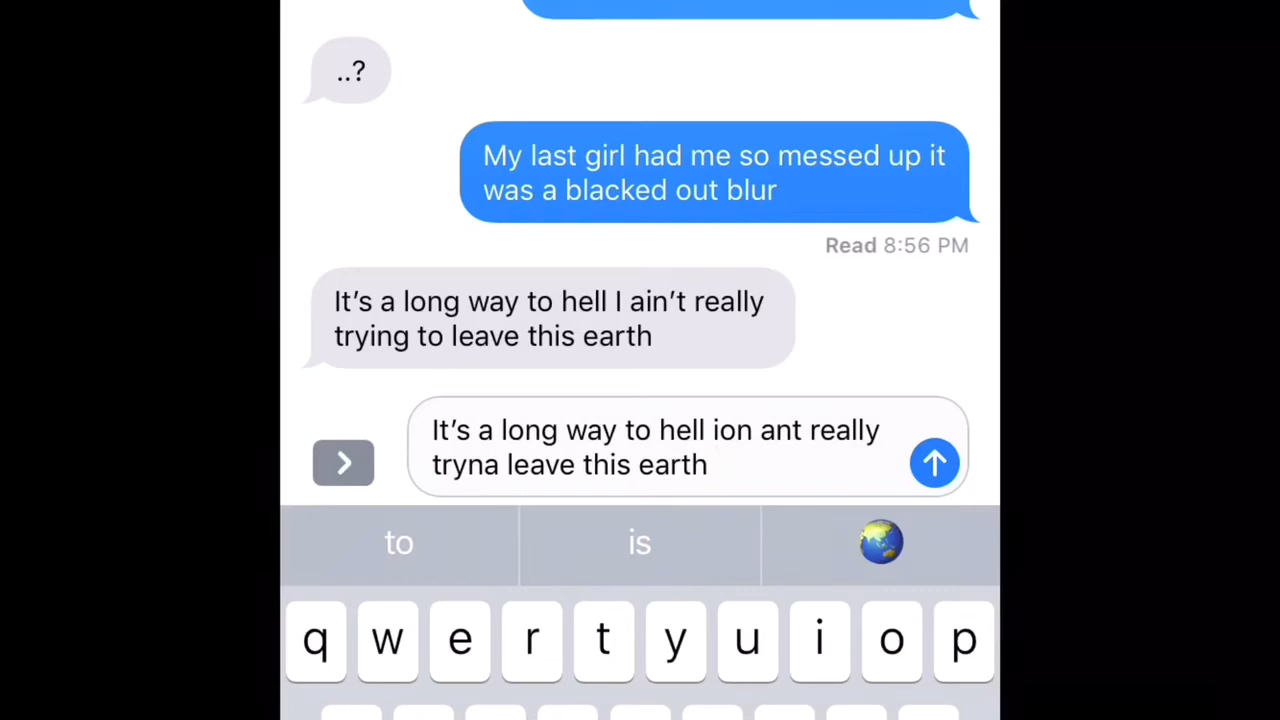 ..?
My last girl had me so messed up it
was a blacked out blur
Read 8:56 PM
It's a long way to hell I ain't really
trying to leave this earth
It's a long way to hell ion ant really
tryna leave this earth
to is
q w e r t y u i o p